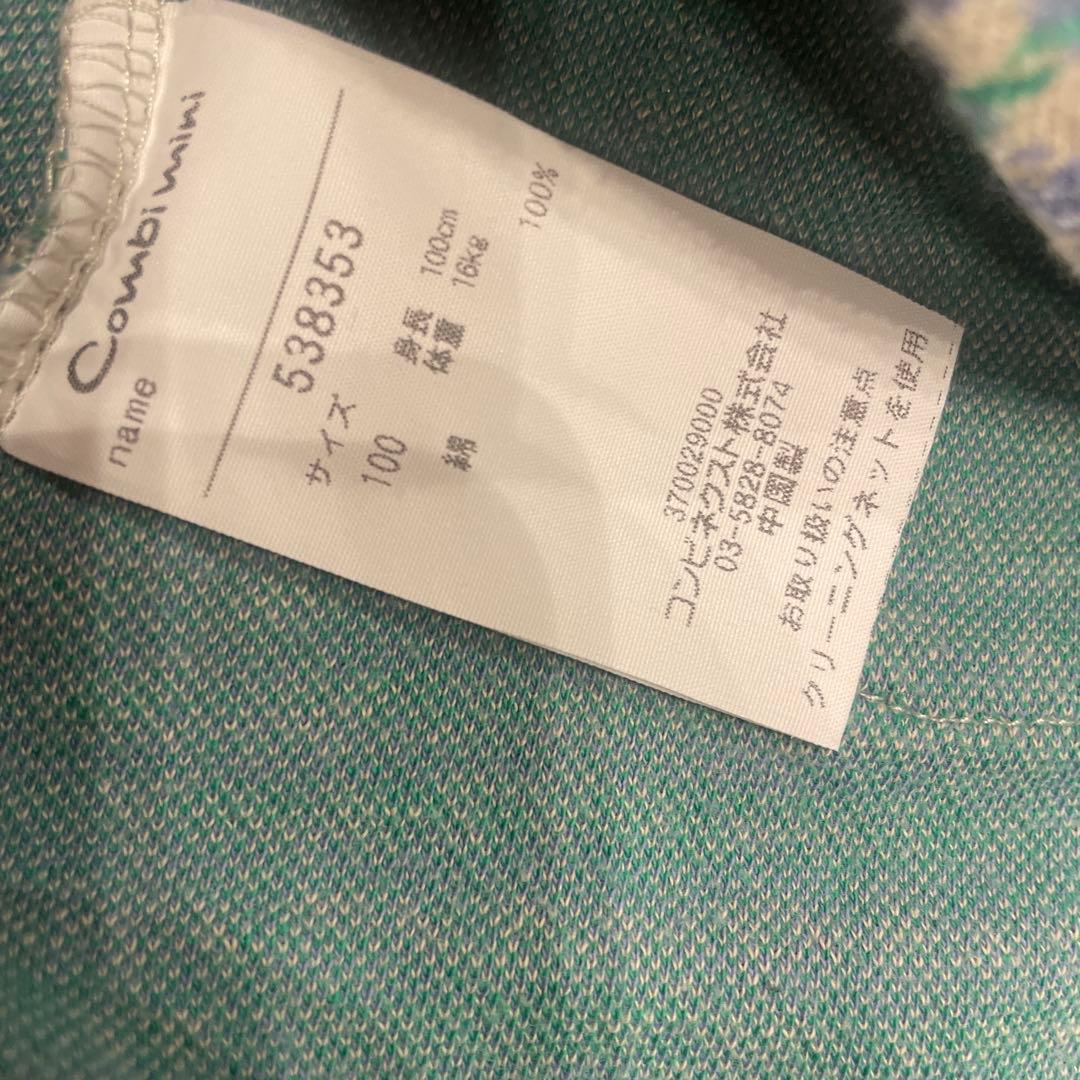 Combi mini
name
538353
サイズ
100
身長 100cm
体重 16kg
綿 100%
370029000
コンビネクスト株式会社
03-5828-8074
中国製
お取り扱いの注意点
クリーニングネットを使用